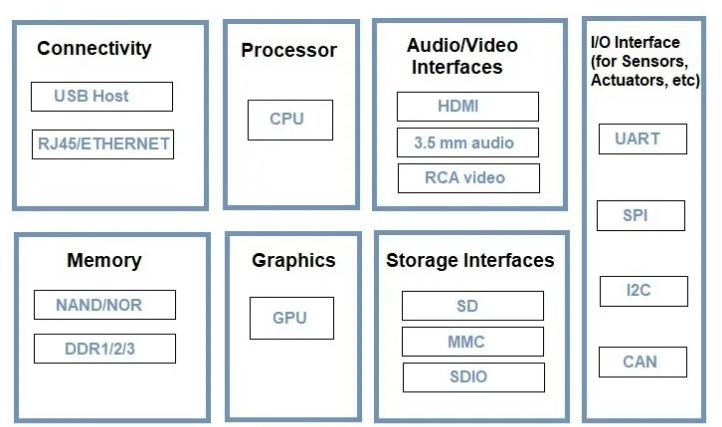 Connectivity
USB Host
RJ45/ETHERNET
Processor
CPU
Audio/Video
Interfaces
HDMI
3.5 mm audio
RCA video
I/O Interface
(for Sensors,
Actuators, etc)
UART
SPI
I2C
CAN
Memory
NAND/NOR
DDR1/2/3
Graphics
GPU
Storage Interfaces
SD
MMC
SDIO